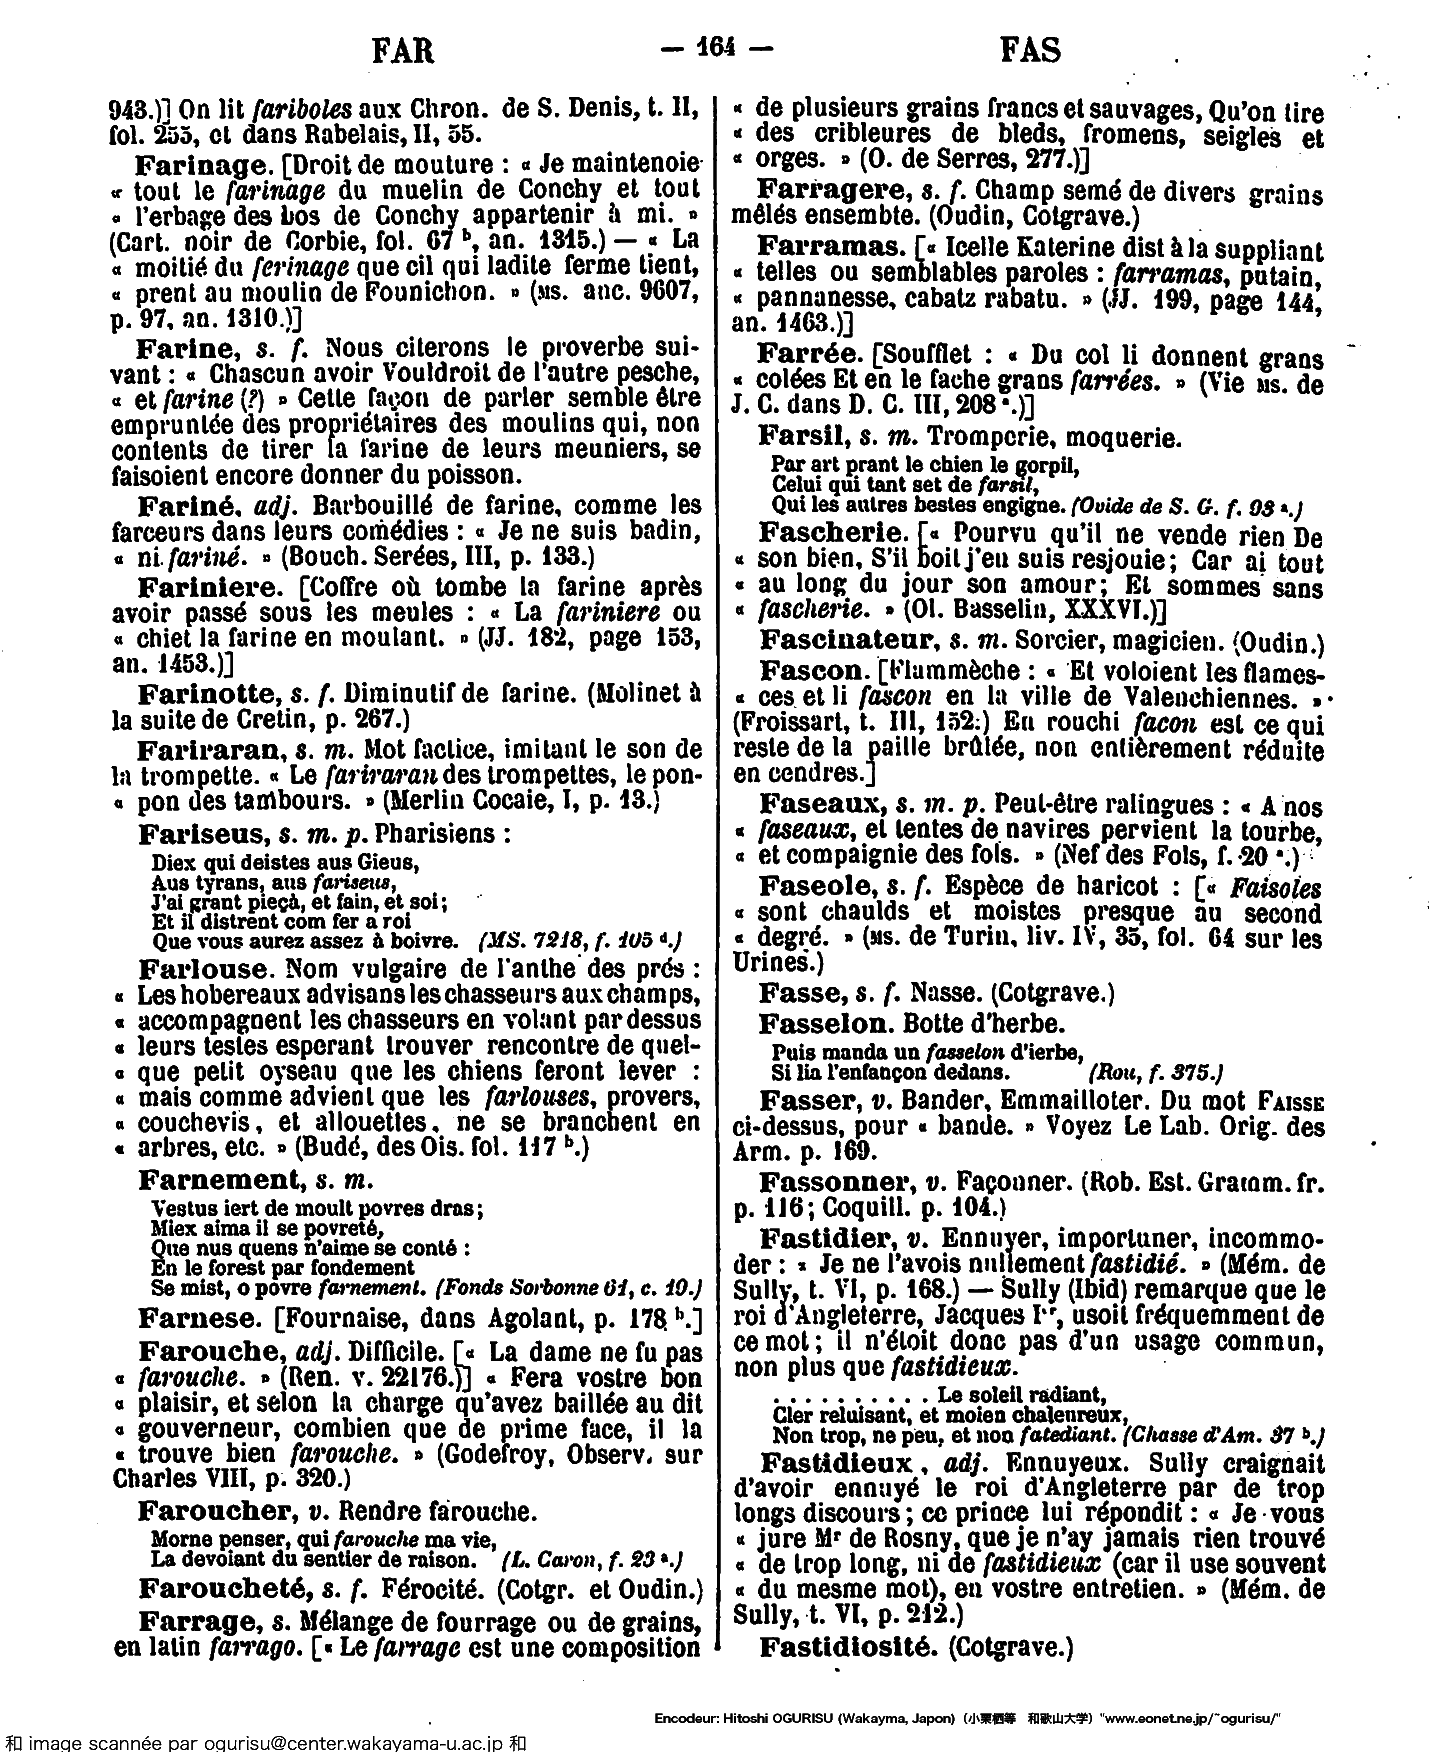 FAR — 164 — FAS
943.)] On lit fariboles aux Chron. de S. Denis, t. II,
fol. 253, et dans Rabelais, II, 55.
Farinage. [Droit de mouture : « Je maintenoie
« tout le farinage du muelin de Conchy et tout
« l'erbage des bos de Conchy appartenir à mi. »
(Cart. noir de Corbie, fol. 67 b, an. 1315.) — « La
« moitié du ferinage que cil qui ladite ferme tient,
« prent au moulin de Founichon. » (MS. anc. 9607,
p. 97, an. 1310.)]
Farine, s. f. Nous citerons le proverbe sui-
vant : « Chascun avoir Vouldroit de l'autre pesche,
« et farine (?) » Cette façon de parler semble être
empruntée des propriétaires des moulins qui, non
contents de tirer la farine de leurs meuniers, se
faisoient encore donner du poisson.
Fariné, adj. Barbouillé de farine, comme les
farceurs dans leurs comédies : « Je ne suis badin,
« ni fariné. » (Bouch. Serées, III, p. 133.)
Fariniere. [Coffre où tombe la farine après
avoir passé sous les meules : « La fariniere ou
« chiet la farine en moulant. » (JJ. 182, page 153,
an. 1453.)]
Farinotte, s. f. Diminutif de farine. (Molinet à
la suite de Cretin, p. 267.)
Fariraran, s. m. Mot factice, imitant le son de
la trompette. « Le fariraran des trompettes, le pon-
« pon des tambours. » (Merlin Cocaie, I, p. 13.)
Fariseus, s. m. p. Pharisiens :
Diex qui deistes aus Gieus,
Aus tyrans, aus fariseus,
J'ai grant pieçà, et fain, et soi ;
Et il distrent com fer a roi
Que vous aurez assez à boivre. (MS. 7218, f. 105 d.)
Farlouse. Nom vulgaire de l'anthe des prés :
« Les hobereaux advisans les chasseurs aux champs,
« accompagnent les chasseurs en volant par dessus
« leurs testes esperant trouver rencontre de quel-
« que petit oyseau que les chiens feront lever :
« mais comme advient que les farlouses, provers,
« couchevis, et allouettes, ne se branchent en
« arbres, etc. » (Budé, des Ois. fol. 117 b.)
Farnement, s. m.
Vestus iert de moult povres dras ;
Miex aima il se povreté,
Que nus quens n'aime se conté :
En le forest par fondement
Se mist, o povre farnement. (Fonds Sorbonne 61, c. 19.)
Farnese. [Fournaise, dans Agolant, p. 178 b.]
Farouche, adj. Difficile. [« La dame ne fu pas
« farouche. » (Ren. v. 22176.)] « Fera vostre bon
« plaisir, et selon la charge qu'avez baillée au dit
« gouverneur, combien que de prime face, il la
« trouve bien farouche. » (Godefroy, Observ. sur
Charles VIII, p. 320.)
Faroucher, v. Rendre farouche.
Morne penser, qui farouche ma vie,
La devoiant du sentier de raison. (L. Caron, f. 23 a.)
Faroucheté, s. f. Férocité. (Cotgr. et Oudin.)
Farrage, s. Mélange de fourrage ou de grains,
en latin farrago. [« Le farrage est une composition
« de plusieurs grains francs et sauvages, Qu'on tire
« des cribleures de bleds, fromens, seigles et
« orges. » (O. de Serres, 277.)]
Farragere, s. f. Champ semé de divers grains
mêlés ensembte. (Oudin, Cotgrave.)
Farramas. [« Icelle Katerine dist à la suppliant
« telles ou semblables paroles : farramas, putain,
« pannanesse, cabatz rabatu. » (JJ. 199, page 144,
an. 1463.)]
Farrée. [Soufflet : « Du col li donnent grans
« colées Et en le fache grans farrées. » (Vie MS. de
J. C. dans D. C. III, 208 a.)]
Farsil, s. m. Tromperie, moquerie.
Par art prant le chien le gorpil,
Celui qui tant set de farsil,
Qui les autres bestes engigne. (Ovide de S. G. f. 93 a.)
Fascherie. [« Pourvu qu'il ne vende rien De
« son bien, S'il boit j'en suis resjouie ; Car ai tout
« au long du jour son amour ; Et sommes sans
« fascherie. » (Ol. Basselin, XXXVI.)]
Fascinateur, s. m. Sorcier, magicien. (Oudin.)
Fascon. [Flammèche : « Et voloient les flames-
« ces et li fascon en la ville de Valenchiennes. »
(Froissart, t. III, 152.) En rouchi facon est ce qui
reste de la paille brûlée, non entièrement réduite
en cendres.]
Faseaux, s. m. p. Peut-être ralingues : « A nos
« faseaux, et tentes de navires pervient la tourbe,
« et compaignie des fols. » (Nef des Fols, f. 20 a.)
Faseole, s. f. Espèce de haricot : [« Faisoles
« sont chaulds et moistes presque au second
« degré. » (MS. de Turin, liv. IV, 35, fol. 64 sur les
Urines.)
Fasse, s. f. Nasse. (Cotgrave.)
Fasselon. Botte d'herbe.
Puis manda un fasselon d'ierbe,
Si lia l'enfançon dedans. (Rou, f. 375.)
Fasser, v. Bander, Emmailloter. Du mot FAISSE
ci-dessus, pour « bande. » Voyez Le Lab. Orig. des
Arm. p. 169.
Fassonner, v. Façonner. (Rob. Est. Gramm. fr.
p. 116 ; Coquill. p. 104.)
Fastidier, v. Ennuyer, importuner, incommo-
der : « Je ne l'avois nullement fastidié. » (Mém. de
Sully, t. VI, p. 168.) — Sully (Ibid) remarque que le
roi d'Angleterre, Jacques Ier, usoit fréquemment de
ce mot ; il n'étoit donc pas d'un usage commun,
non plus que fastidieux.
. . . . . . . . . . Le soleil radiant,
Cler reluisant, et moien chaleureux,
Non trop, ne peu, et non fatediant. (Chasse d'Am. 37 b.)
Fastidieux, adj. Ennuyeux. Sully craignait
d'avoir ennuyé le roi d'Angleterre par de trop
longs discours ; ce prince lui répondit : « Je vous
« jure Mr de Rosny, que je n'ay jamais rien trouvé
« de trop long, ni de fastidieux (car il use souvent
« du mesme mot), en vostre entretien. » (Mém. de
Sully, t. VI, p. 212.)
Fastidiosité. (Cotgrave.)
Encodeur: Hitoshi OGURISU (Wakayma, Japon) (小栗栖等 和歌山大学) "www.eonet.ne.jp/~ogurisu/"
和 image scannée par ogurisu@center.wakayama-u.ac.jp 和